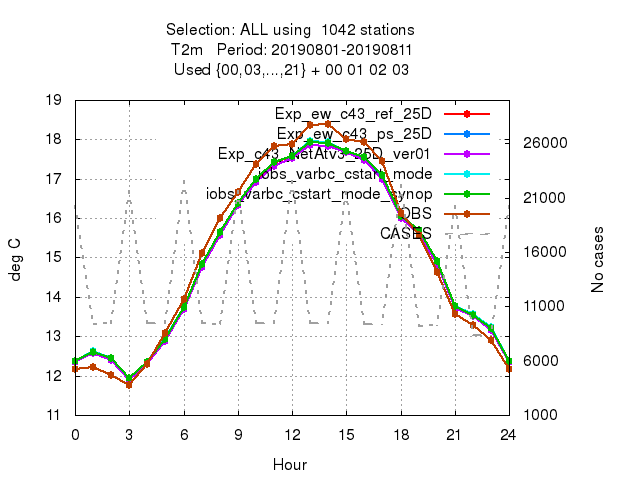 Selection: ALL using  1042 stations
T2m   Period: 20190801-20190811
Used {00,03,...,21} + 00 01 02 03
19
18
17
16
15
14
13
12
11
26000
21000
16000
11000
6000
1000
Exp_ew_c43_ref_25D
Exp_ew_c43_ps_25D
Exp_c43_NetAtv3-25D_ver01
iobs_varbc_cstart_mode
iobs_varbc_cstart_mode_synop
OBS
CASES
deg C
No cases
0 3 6 9 12 15 18 21 24
Hour